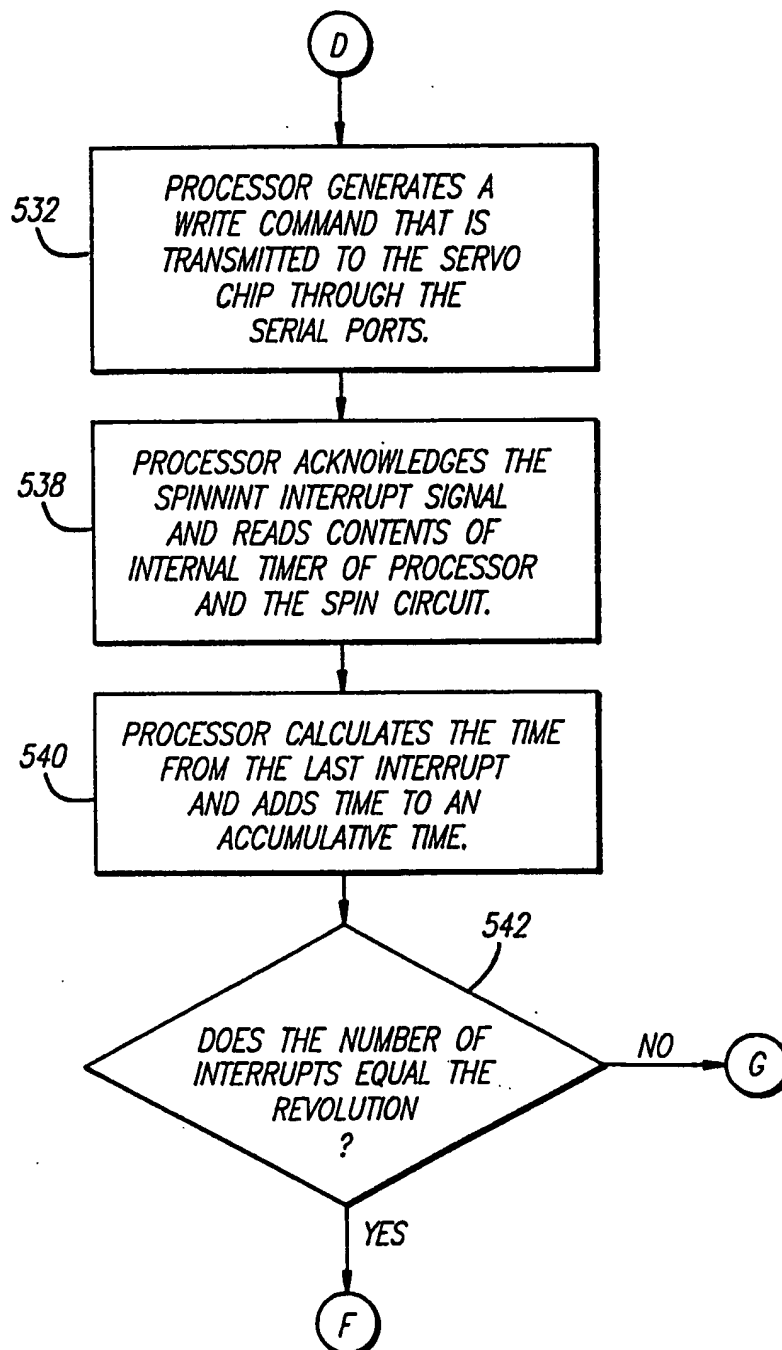 D
532
PROCESSOR GENERATES A
WRITE COMMAND THAT IS
TRANSMITTED TO THE SERVO
CHIP THROUGH THE
SERIAL PORTS.
538
PROCESSOR ACKNOWLEDGES THE
SPINNINT INTERRUPT SIGNAL
AND READS CONTENTS OF
INTERNAL TIMER OF PROCESSOR
AND THE SPIN CIRCUIT.
540
PROCESSOR CALCULATES THE TIME
FROM THE LAST INTERRUPT
AND ADDS TIME TO AN
ACCUMULATIVE TIME.
542
DOES THE NUMBER OF
INTERRUPTS EQUAL THE
REVOLUTION
?
NO
G
YES
F